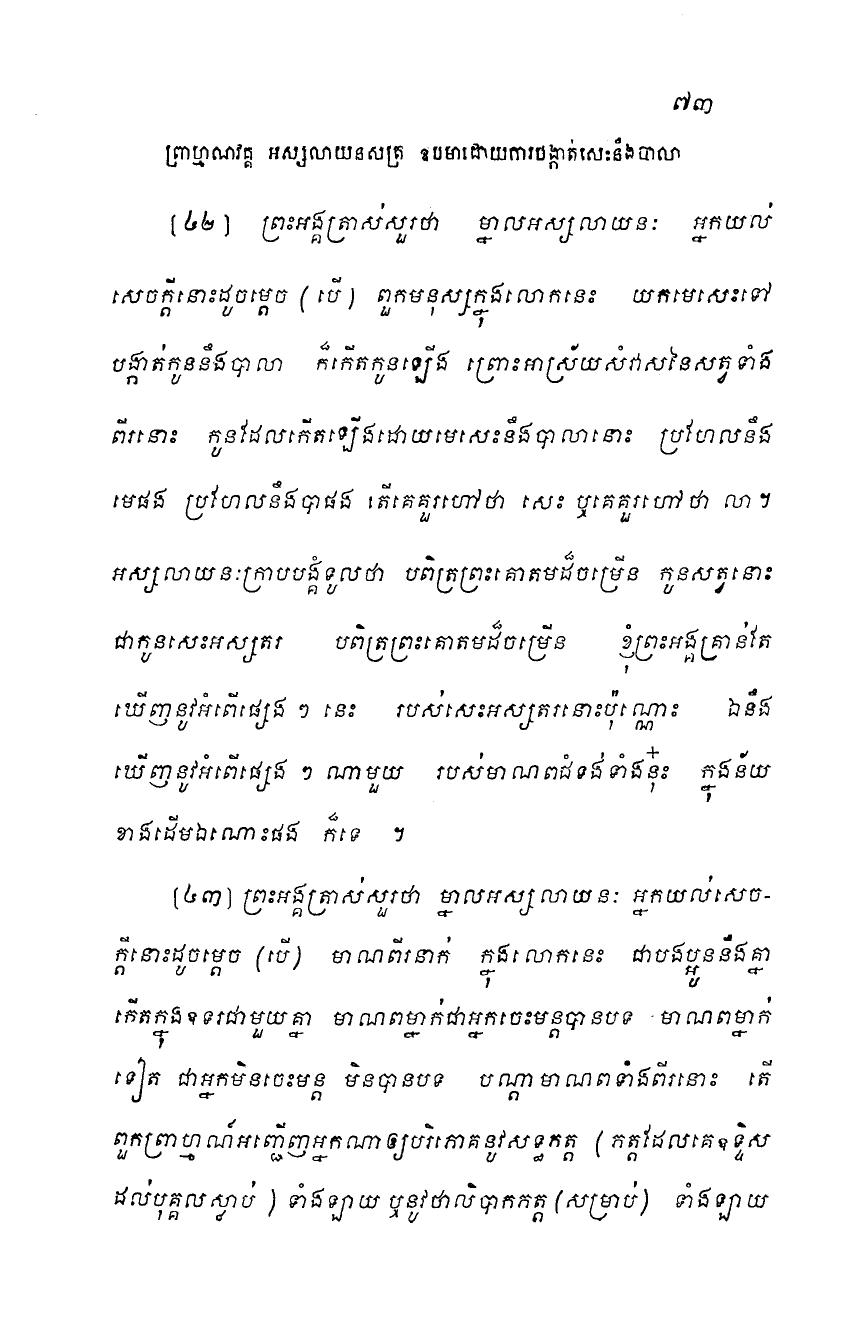 ៧៣
ព្រាហ្មណវគ្គ អស្សលាយនសូត្រ ឧបមាដោយការបង្កាត់សេះនឹងបាលា
[៤២] ព្រះអង្គត្រាស់សួរថា ម្នាលអស្សលាយនៈ អ្នកយល់
សេចក្តីនោះដូចម្តេច (បើ) ពួកមនុស្សក្នុងលោកនេះ យកមេសេះទៅ
បង្កាត់កូននឹងបាលា ក៏កើតកូនឡើង ព្រោះអាស្រ័យសំវាសនៃសត្វទាំង
ពីរនោះ កូនដែលកើតឡើងដោយមេសេះនឹងបាលានោះ ប្រហែលនឹង
មេផង ប្រហែលនឹងបាផង តើគេគួរហៅថា សេះ ឬគេគួរហៅថា លា។
អស្សលាយនៈក្រាបបង្គំទូលថា បពិត្រព្រះគោតមដ៏ចម្រើន កូនសត្វនោះ
ជាកូនសេះអស្សតរ បពិត្រព្រះគោតមដ៏ចម្រើន ខ្ញុំព្រះអង្គគ្រាន់តែ
ឃើញនូវអំពើផ្សេង ៗ នេះ របស់សេះអស្សតរនោះប៉ុណ្ណោះ ឯនឹង
ឃើញនូវអំពើផ្សេង ៗ ណាមួយ របស់មាណពជំទង់ទាំងនុ៎ះ ក្នុងន័យ
ខាងដើមឯណោះផង ក៏ទេ ។
[៤៣] ព្រះអង្គត្រាស់សួរថា ម្នាលអស្សលាយនៈ អ្នកយល់សេច-
ក្តីនោះដូចម្តេច (បើ) មាណពីរនាក់ ក្នុងលោកនេះ ជាបងប្អូននឹងគ្នា
កើតក្នុងឧទរជាមួយគ្នា មាណពម្នាក់ជាអ្នកចេះមន្តបានបទ មាណពម្នាក់
ទៀត ជាអ្នកមិនចេះមន្ត មិនបានបទ បណ្តាមាណពទាំងពីរនោះ តើ
ពួកព្រាហ្មណ៍អញ្ជើញអ្នកណាឲ្យបរិភោគនូវសទ្ធភត្ត (ភត្តដែលគេឧទ្ទិស
ដល់បុគ្គលស្លាប់) ទាំងឡាយ ឬនូវថាលិបាកភត្ត (សម្រាប់) ទាំងឡាយ